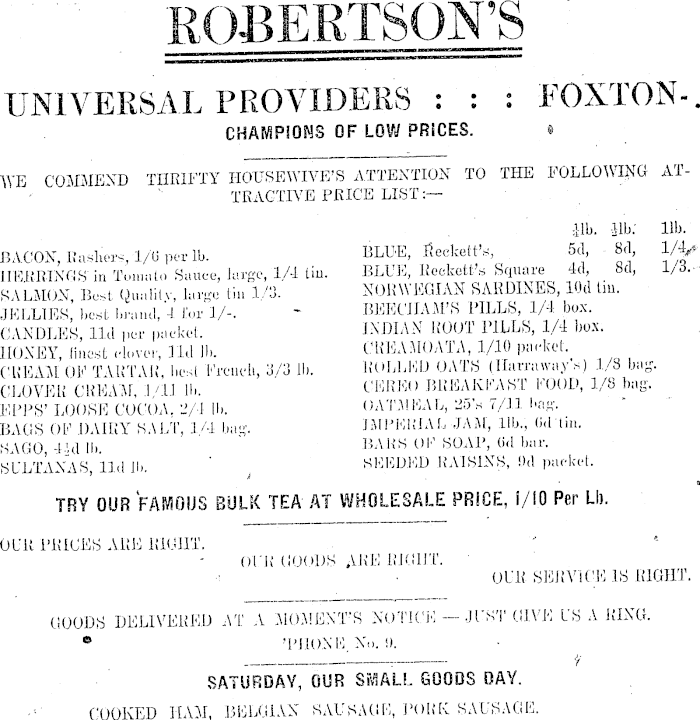 ROBERTSON'S
UNIVERSAL PROVIDERS : : : FOXTON-.
CHAMPIONS OF LOW PRICES.
WE COMMEND THRIFTY HOUSEWIVE'S ATTENTION TO THE FOLLOWING AT-
TRACTIVE PRICE LIST:—
BACON, Rashers, 1/6 per lb.
HERRINGS in Tomato Sauce, large, 1/4 tin.
SALMON, Best Quality, large tin 1/3.
JELLIES, best brand, 4 for 1/-.
CANDLES, 11d per packet.
HONEY, finest clover, 11d lb.
CREAM OF TARTAR, best French, 3/3 lb.
CLOVER CREAM, 1/11 lb.
EPPS' LOOSE COCOA, 2/4 lb.
BAGS OF DAIRY SALT, 1/4 bag.
SAGO, 4½d lb.
SULTANAS, 11d lb.
¼lb. ½lb. 1lb.
BLUE, Reckett's, 5d, 8d, 1/4
BLUE, Reckett's Square 4d, 8d, 1/3.
NORWEGIAN SARDINES, 10d tin.
BEECHAM'S PILLS, 1/4 box.
INDIAN ROOT PILLS, 1/4 box.
CREAMOATA, 1/10 packet.
ROLLED OATS (Harraway's) 1/8 bag.
CEREO BREAKFAST FOOD, 1/8 bag.
OATMEAL, 25's 7/11 bag.
IMPERIAL JAM, 1lb., 6d tin.
BARS OF SOAP, 6d bar.
SEEDED RAISINS, 9d packet.
TRY OUR FAMOUS BULK TEA AT WHOLESALE PRICE, 1/10 Per Lb.
OUR PRICES ARE RIGHT.
OUR GOODS ARE RIGHT.
OUR SERVICE IS RIGHT.
GOODS DELIVERED AT A MOMENT'S NOTICE — JUST GIVE US A RING.
'PHONE No. 9.
SATURDAY, OUR SMALL GOODS DAY.
COOKED HAM, BELGIAN SAUSAGE, PORK SAUSAGE.